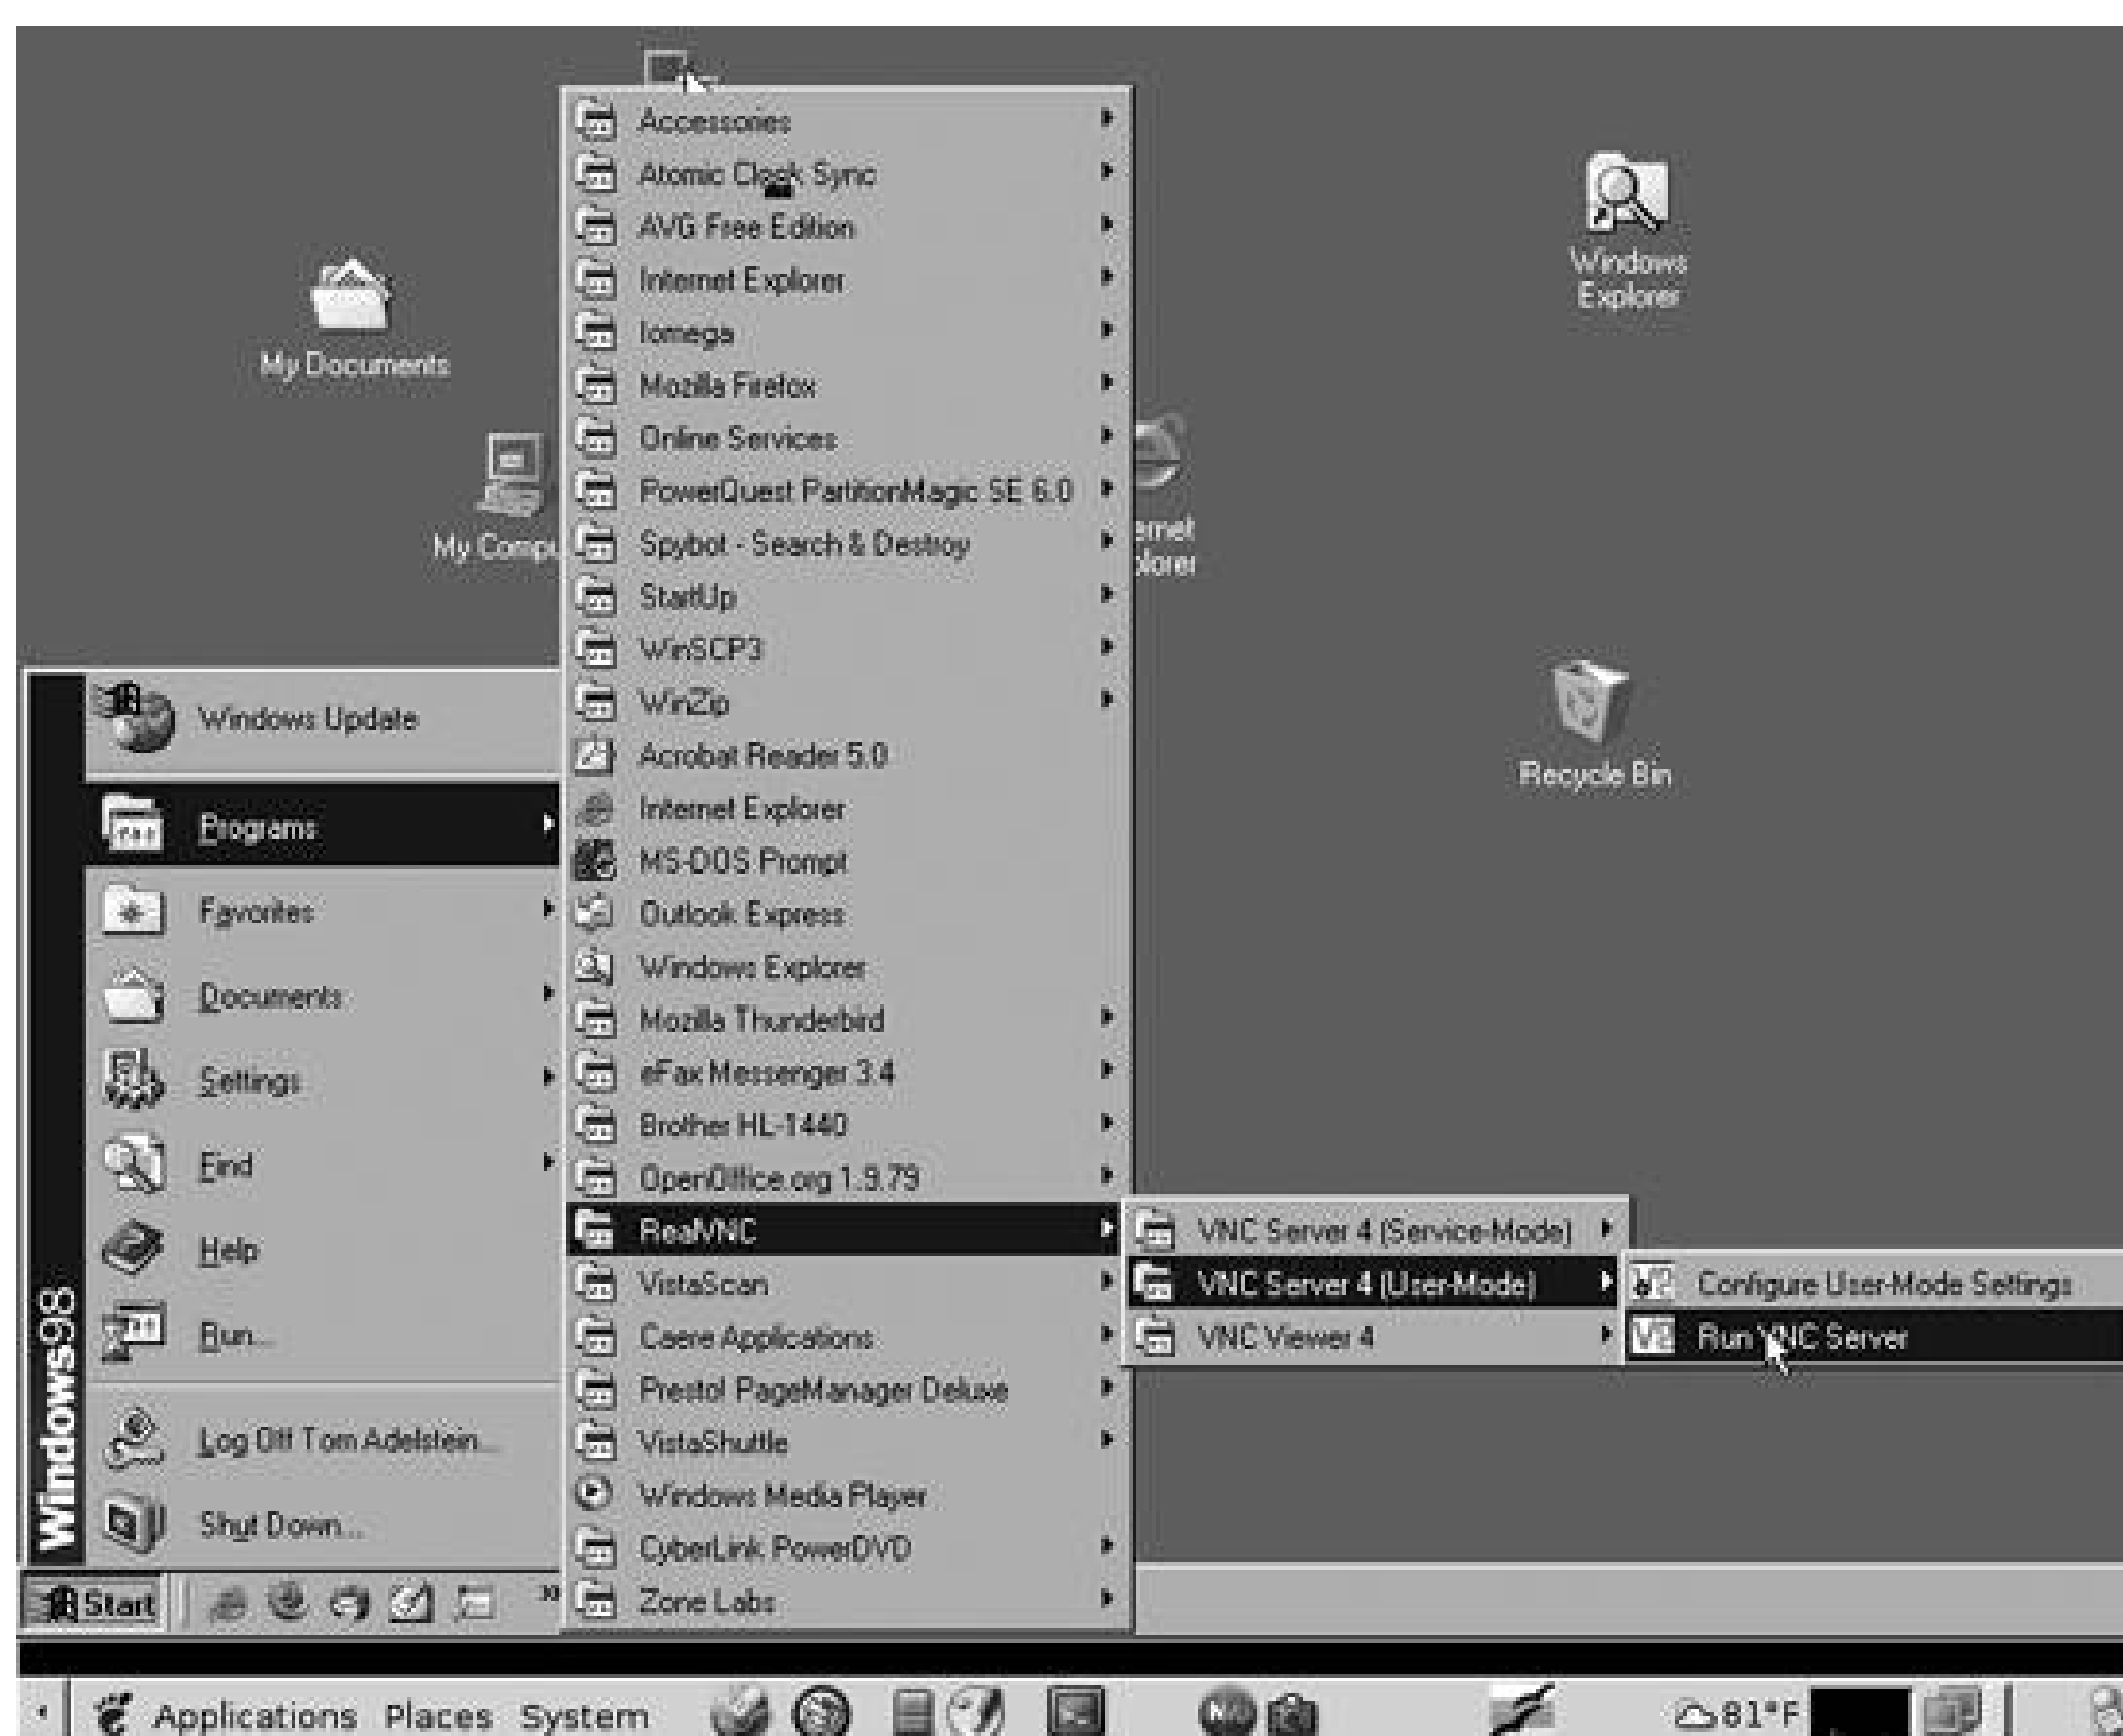 Accessories
Atomic Clock Sync
AVG Free Edition
Internet Explorer
Iomega
Mozilla Firefox
Online Services
PowerQuest PartitionMagic SE 6.0
Spybot - Search & Destroy
StartUp
WinSCP3
WinZip
Acrobat Reader 5.0
Internet Explorer
MS-DOS Prompt
Outlook Express
Windows Explorer
Mozilla Thunderbird
eFax Messenger 3.4
Brother HL-1440
OpenOffice.org 1.9.79
RealVNC
VistaScan
Caere Applications
Presto! PageManager Deluxe
VistaShuttle
Windows Media Player
CyberLink PowerDVD
Zone Labs
VNC Server 4 (Service-Mode)
VNC Server 4 (User-Mode)
VNC Viewer 4
Configure User-Mode Settings
Run VNC Server
My Documents
My Compu
ernet
plorer
Windows
Explorer
Recycle Bin
Windows Update
Programs
Favorites
Documents
Settings
Find
Help
Run...
Log Off Tom Adelstein...
Shut Down...
Windows98
Start
»
Applications Places System
81°F